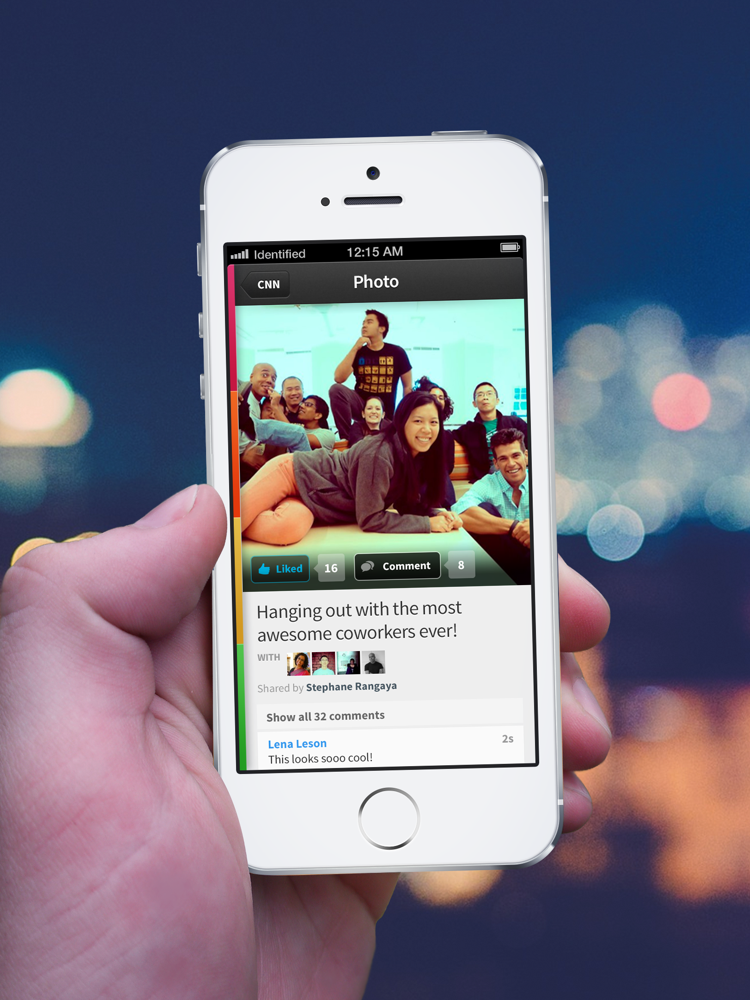 Identified 12:15 AM
CNN Photo
Liked 16 Comment 8
Hanging out with the most
awesome coworkers ever!
WITH
Shared by Stephane Rangaya
Show all 32 comments
Lena Leson 2s
This looks sooo cool!